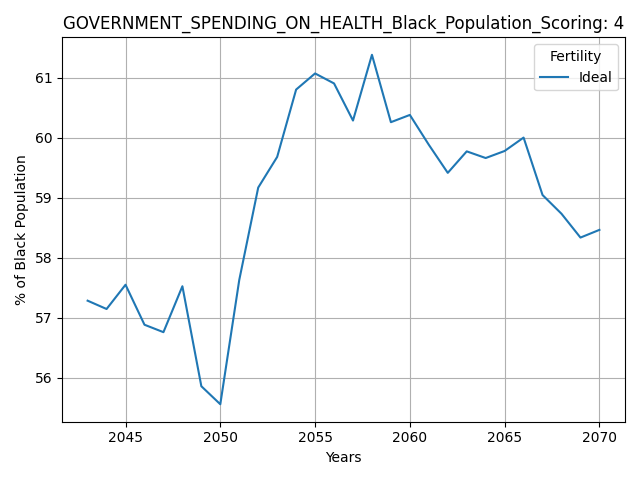 GOVERNMENT_SPENDING_ON_HEALTH_Black_Population_Scoring: 4
Fertility
Ideal
% of Black Population
61
60
59
58
57
56
2045 2050 2055 2060 2065 2070
Years